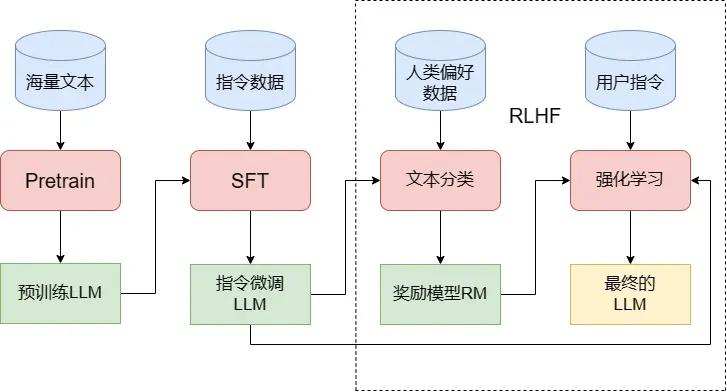 海量文本
指令数据
人类偏好
数据
用户指令
RLHF
Pretrain
SFT
文本分类
强化学习
预训练LLM
指令微调
LLM
奖励模型RM
最终的
LLM